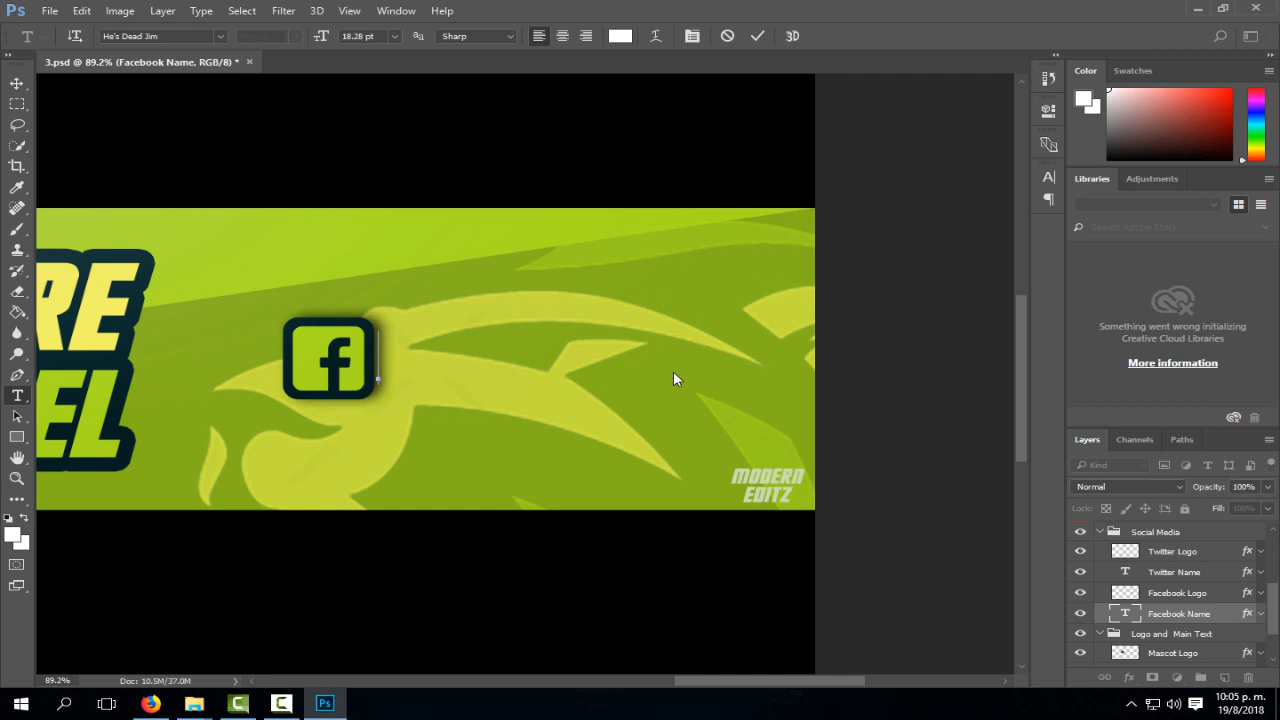 Ps File Edit Image Layer Type Select Filter 3D View Window Help
T He's Dead Jim 18.28 pt aa Sharp 3D
3.psd @ 89.2% (Facebook Name, RGB/8) * ×
Color Swatches
Libraries Adjustments
Search Adobe Stock
Something went wrong initializing
Creative Cloud Libraries
More information
RE
EL
f
MODERN
EDITZ
Layers Channels Paths
Kind
Normal Opacity: 100%
Lock: Fill: 100%
Social Media
Twitter Logo fx
T Twitter Name fx
Facebook Logo fx
T Facebook Name fx
Logo and Main Text
Mascot Logo fx
89.2% Doc: 10.5M/37.0M
10:05 p. m.
19/8/2018